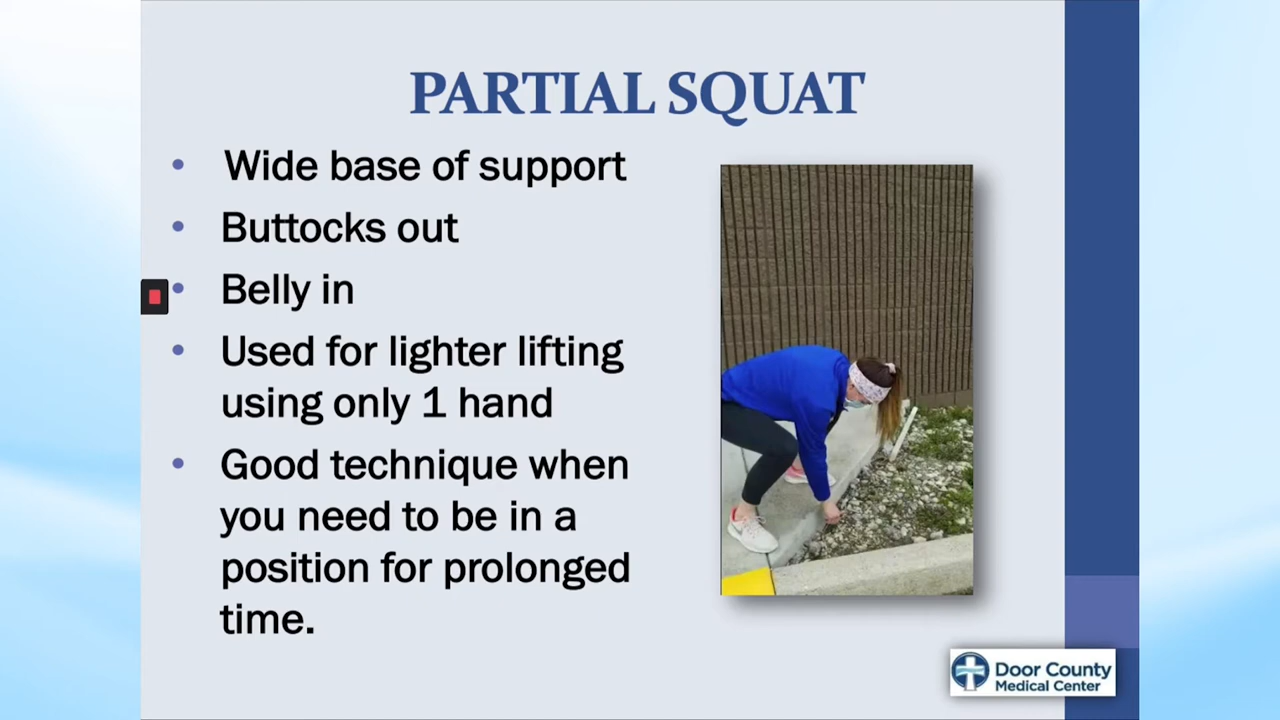 PARTIAL SQUAT
• Wide base of support
• Buttocks out
• Belly in
• Used for lighter lifting
using only 1 hand
• Good technique when
you need to be in a
position for prolonged
time.
Door County
Medical Center